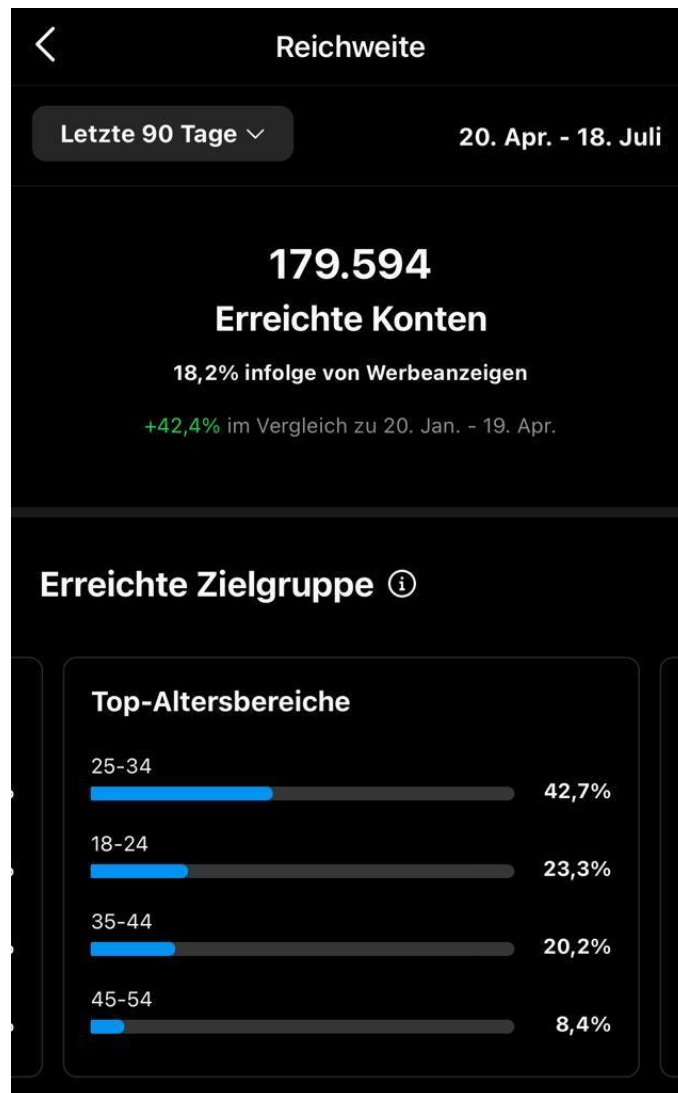 Reichweite
Letzte 90 Tage
20. Apr. - 18. Juli
179.594
Erreichte Konten
18,2% infolge von Werbeanzeigen
+42,4% im Vergleich zu 20. Jan. - 19. Apr.
Erreichte Zielgruppe
Top-Altersbereiche
25-34
42,7%
18-24
23,3%
35-44
20,2%
45-54
8,4%